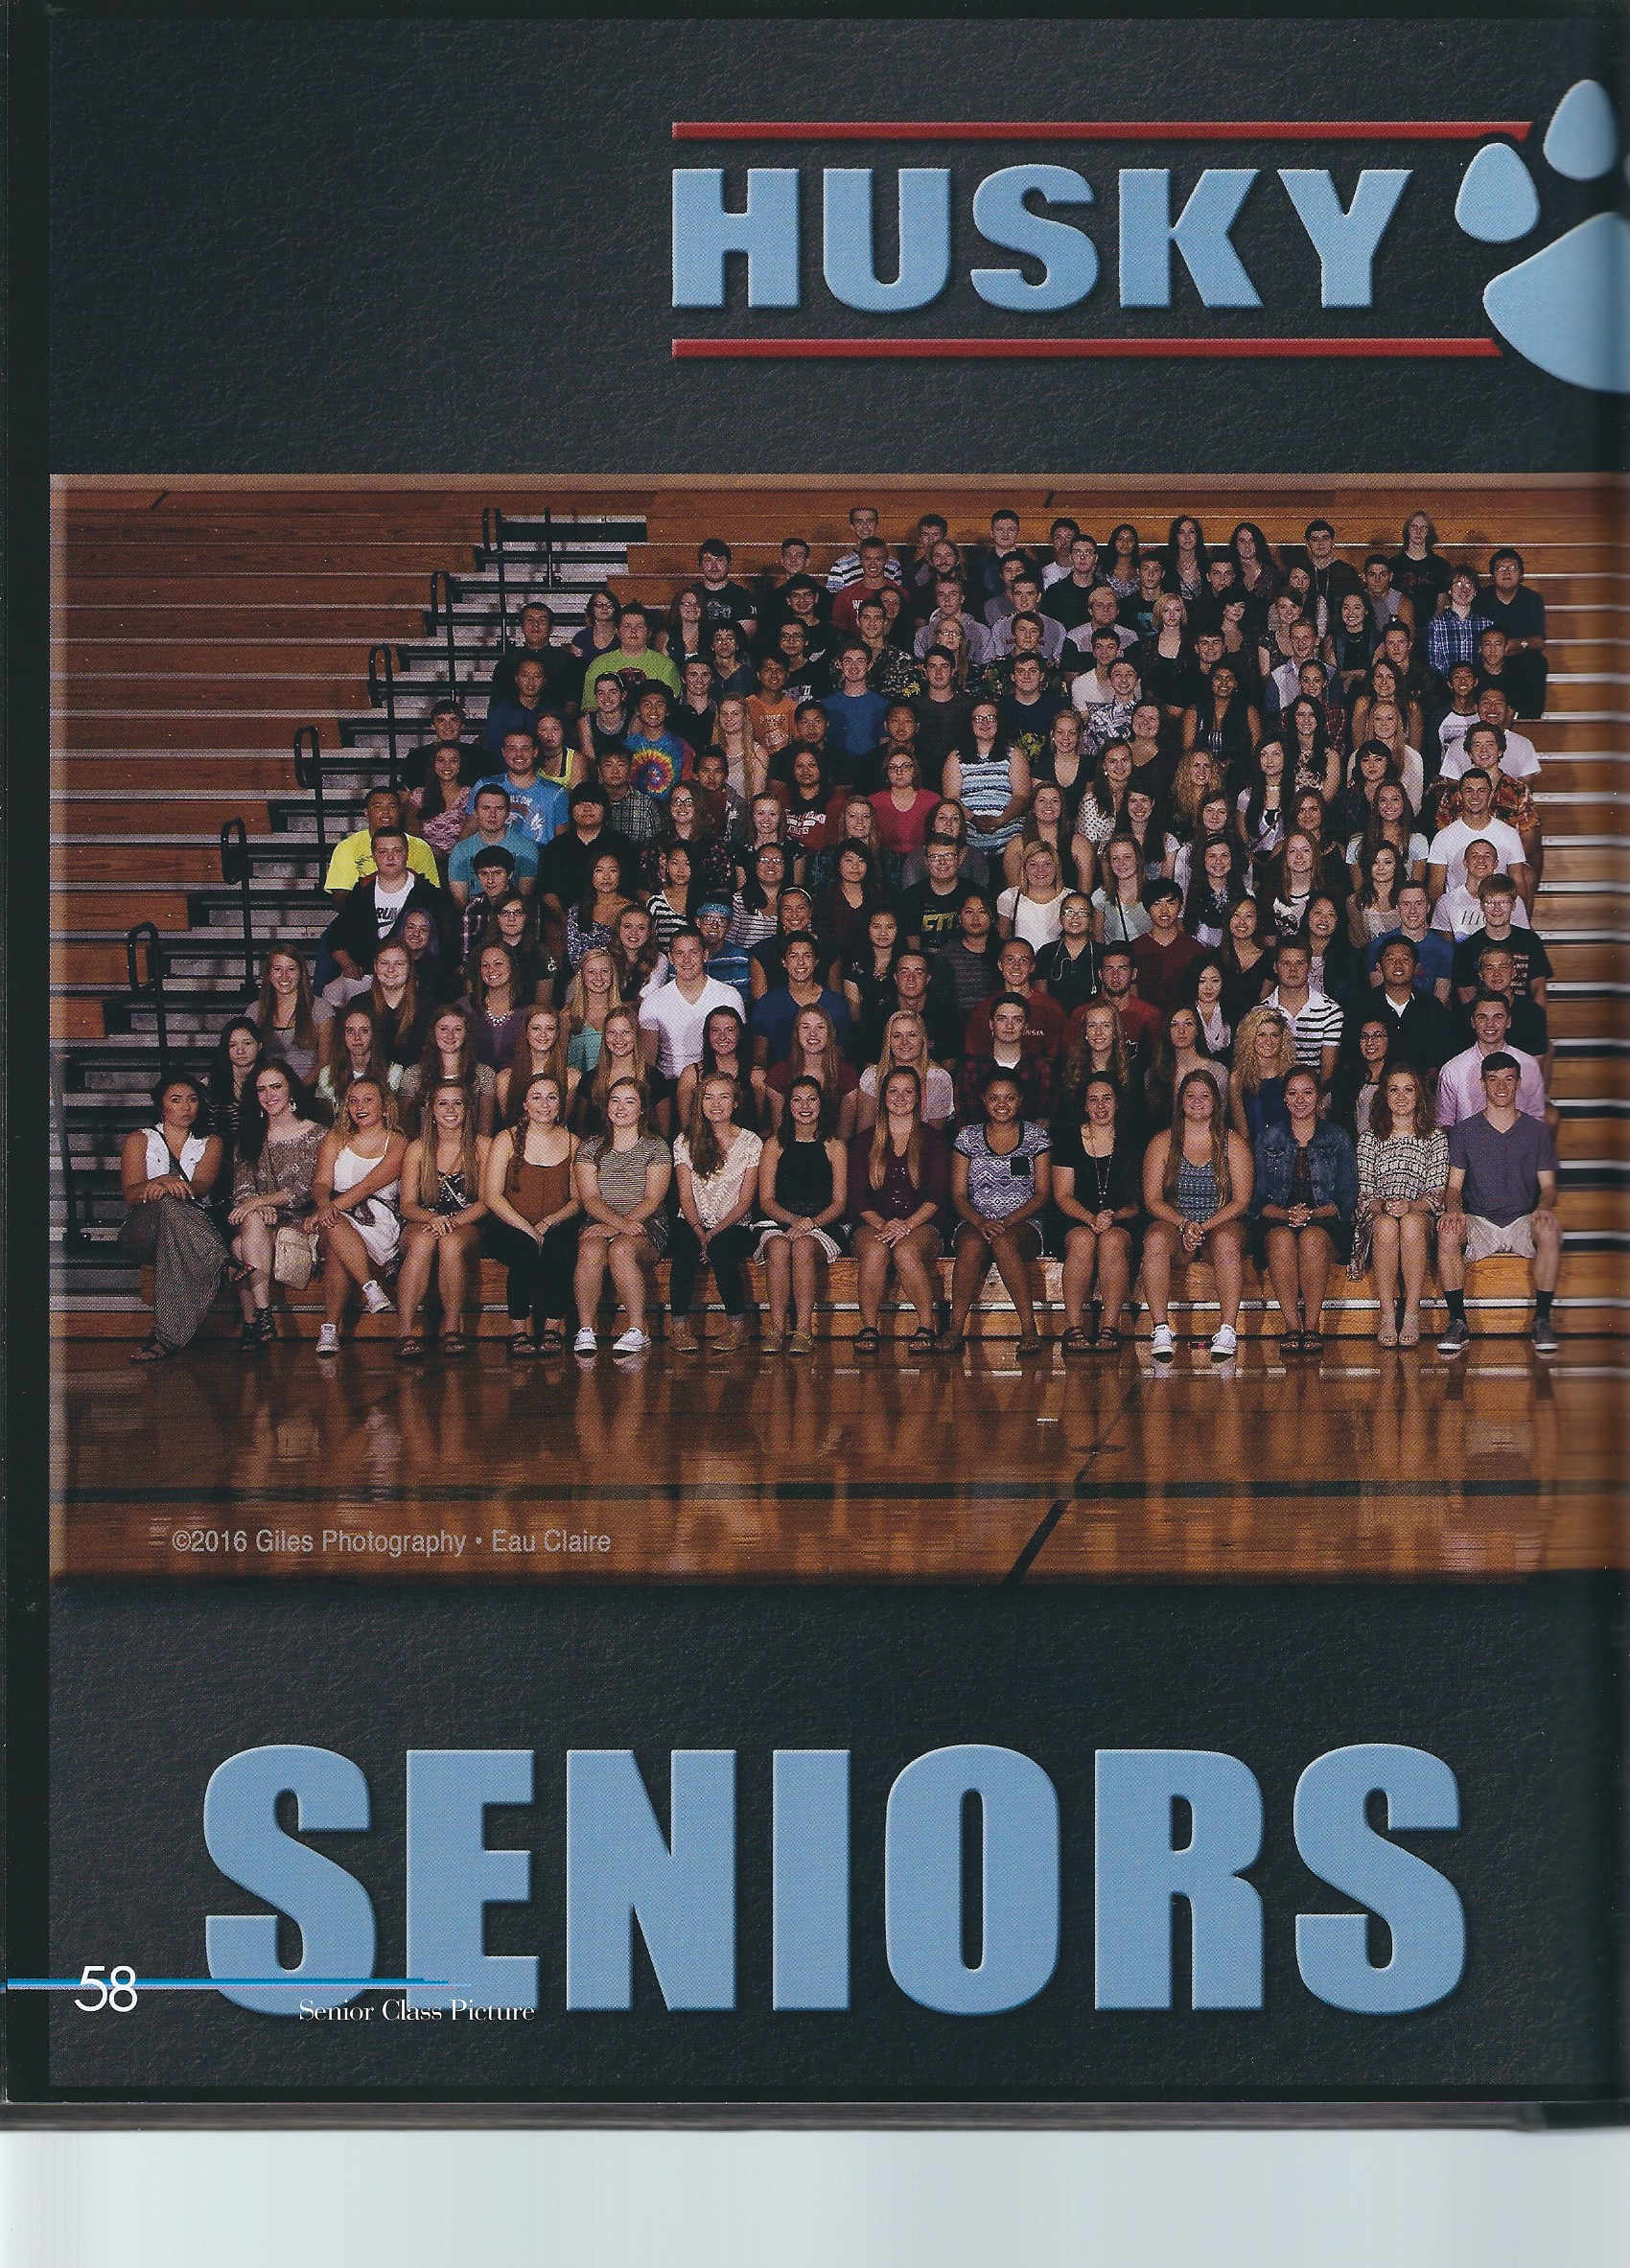 HUSKY
©2016 Giles Photography • Eau Claire
SENIORS
58
Senior Class Picture